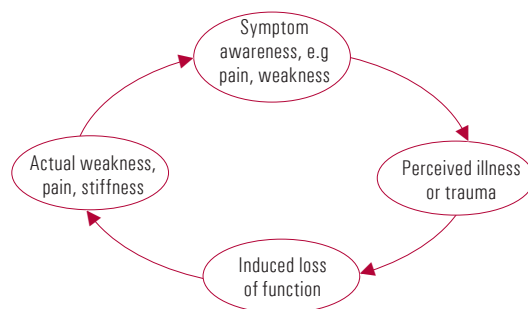 Symptom
awareness, e.g
pain, weakness
Perceived illness
or trauma
Induced loss
of function
Actual weakness,
pain, stiffness